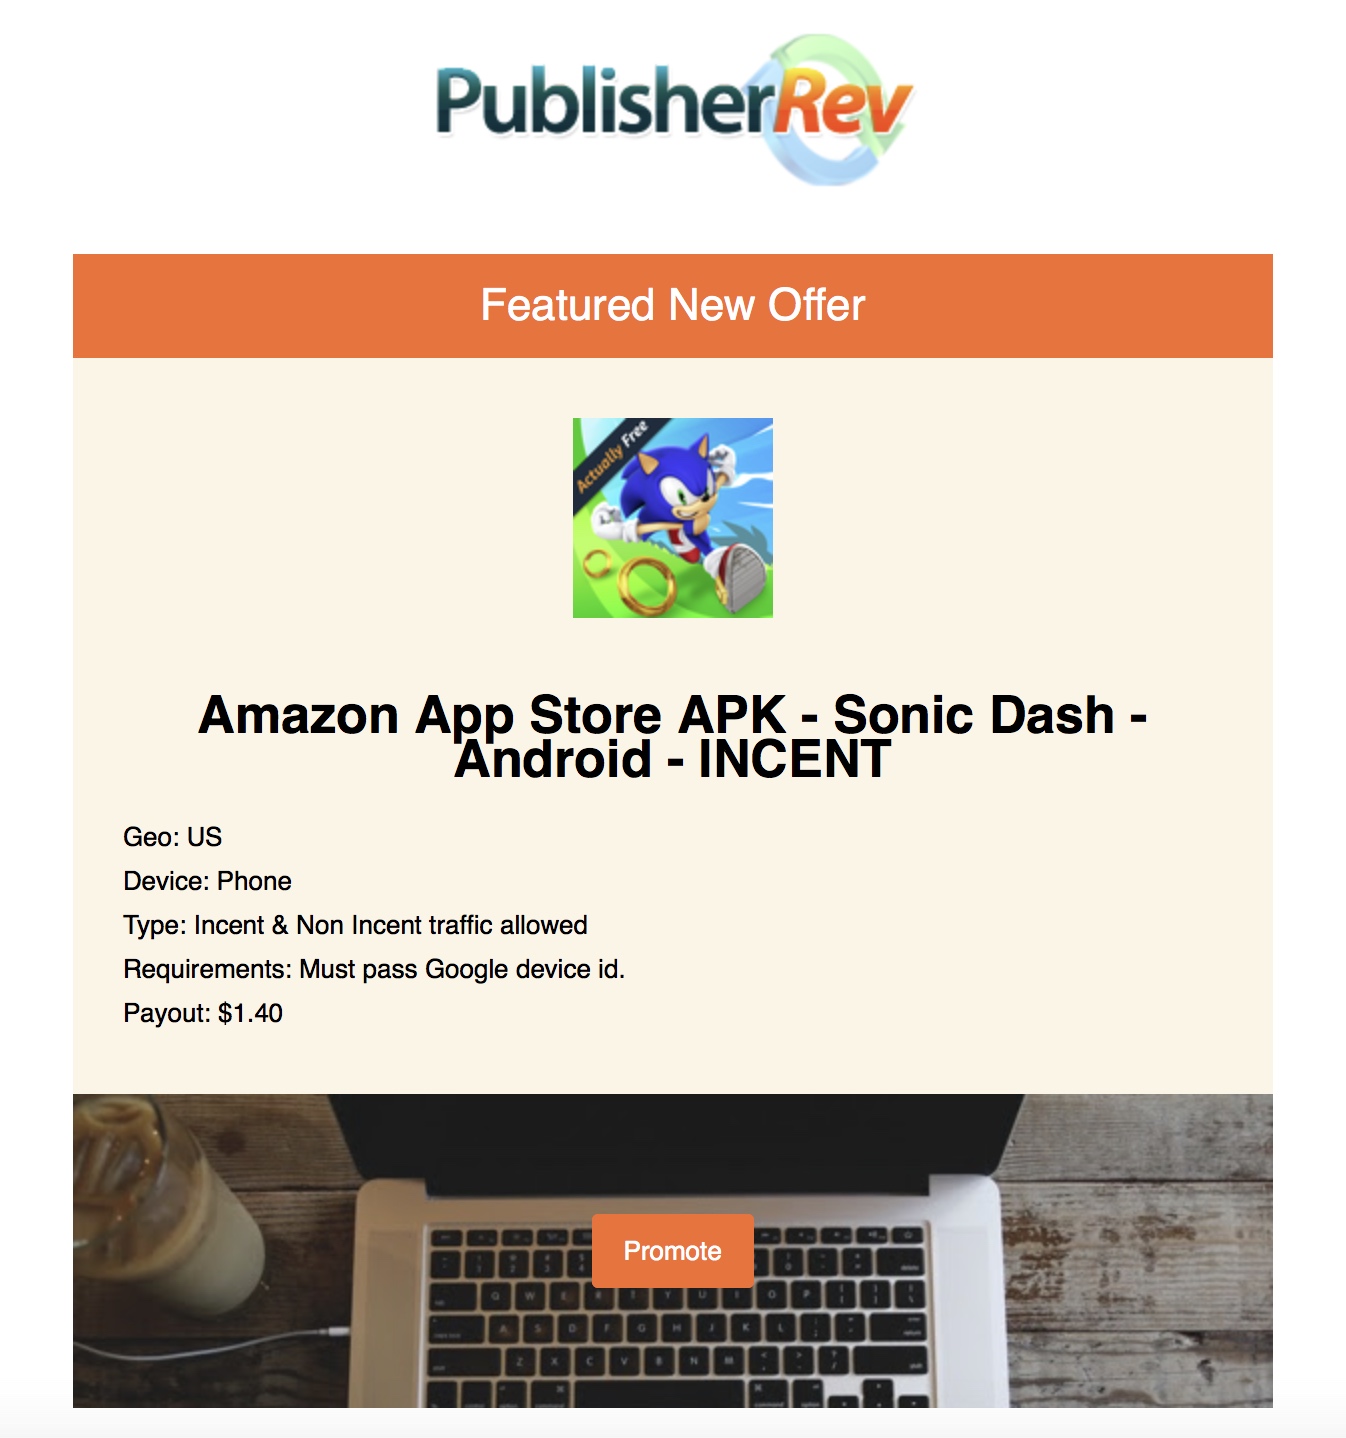 PublisherRev
Featured New Offer
Actually Free
Amazon App Store APK - Sonic Dash -
Android - INCENT
Geo: US
Device: Phone
Type: Incent & Non Incent traffic allowed
Requirements: Must pass Google device id.
Payout: $1.40
Promote
Q W E R T Y U I O P
A S D F G H J K L
Z X C V B N M